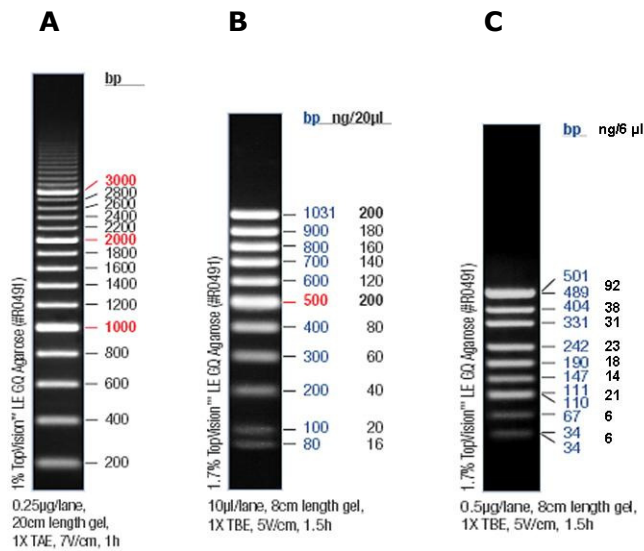 A
bp
3000
2800
2600
2400
2200
2000
1800
1600
1400
1200
1000
800
600
400
200
1% TopVision™ LE GQ Agarose (#R0491)
0.25µg/lane,
20cm length gel,
1X TAE, 7V/cm, 1h
B
bp ng/20µl
1031 200
900 180
800 160
700 140
600 120
500 200
400 80
300 60
200 40
100 20
80 16
1.7% TopVision™ LE GQ Agarose (#R0491)
10µl/lane, 8cm length gel,
1X TBE, 5V/cm, 1.5h
C
bp ng/6 µl
501
489 92
404 38
331 31
242 23
190 18
147 14
111
110 21
67 6
34 6
34
1.7% TopVision™ LE GQ Agarose (#R0491)
0.5µg/lane, 8cm length gel,
1X TBE, 5V/cm, 1.5h